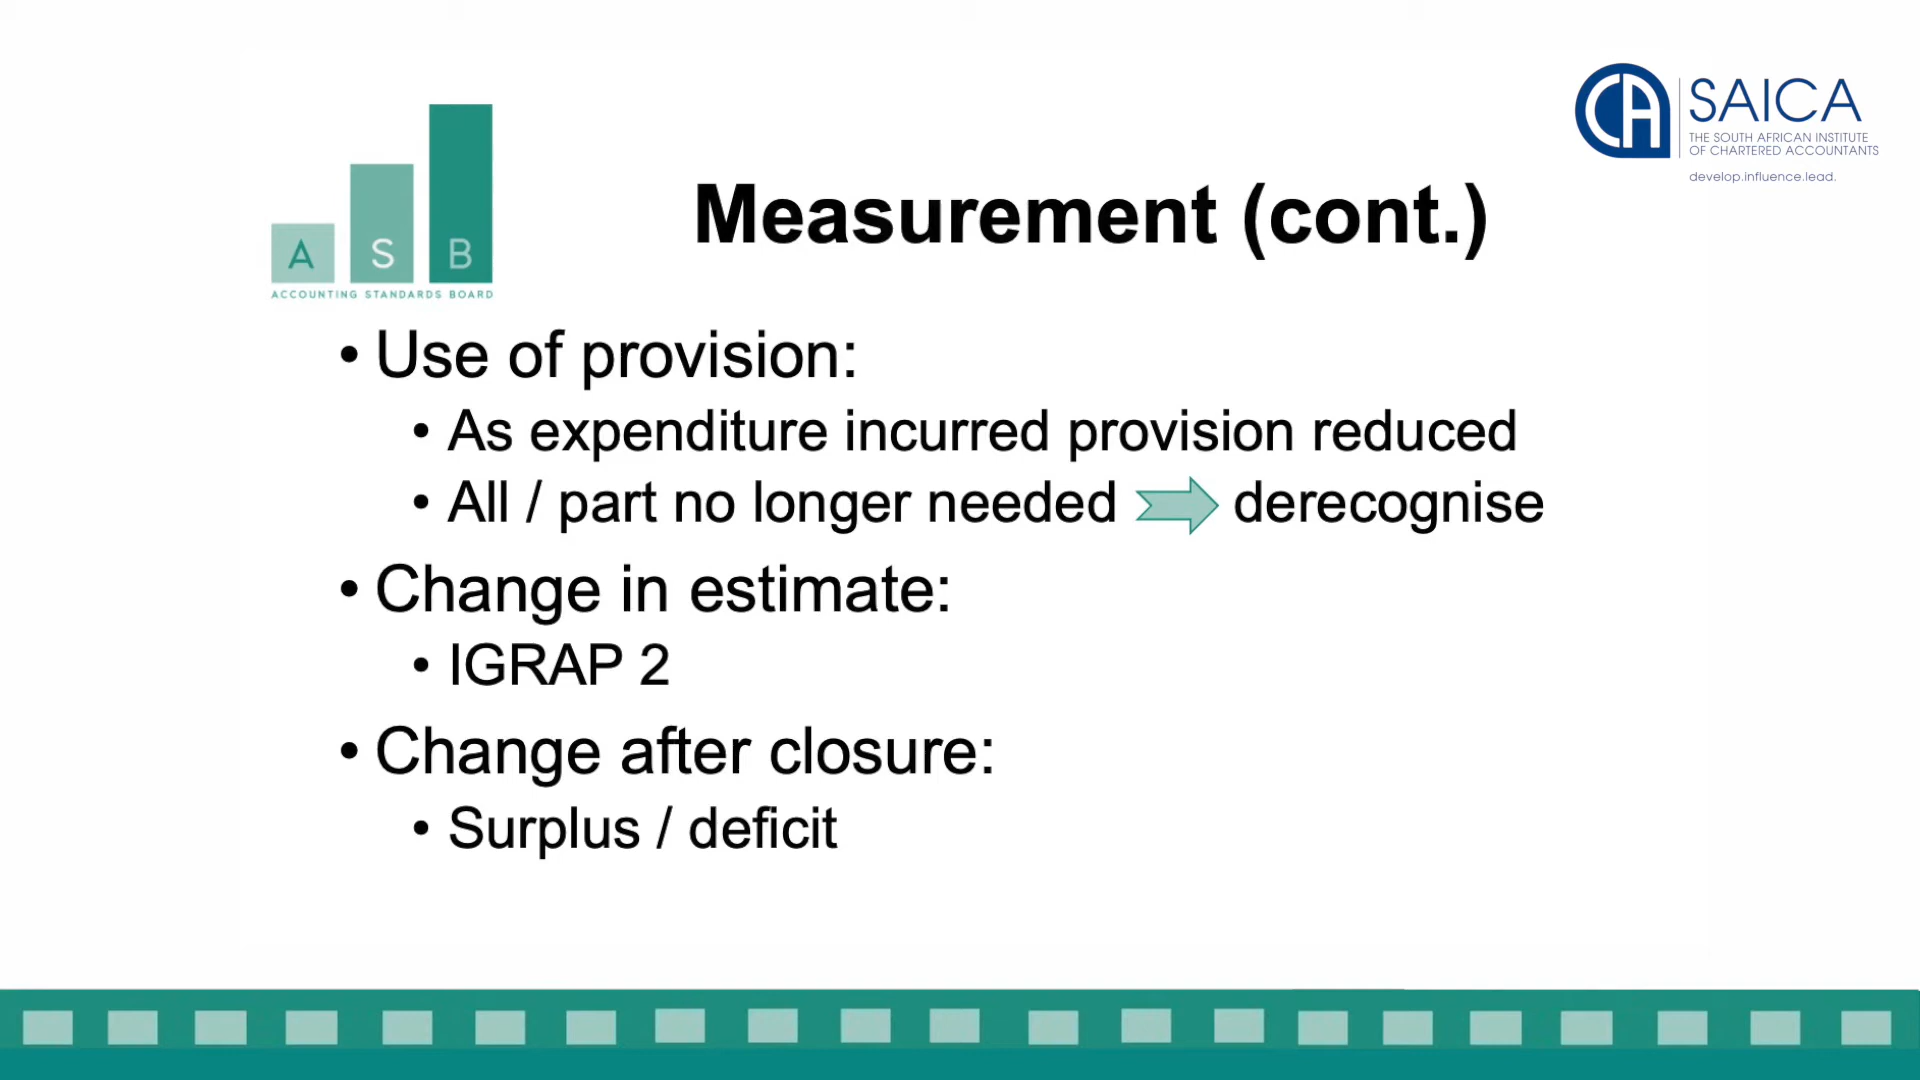 SAICA
THE SOUTH AFRICAN INSTITUTE
OF CHARTERED ACCOUNTANTS
develop.influence.lead.
A S B
ACCOUNTING STANDARDS BOARD
Measurement (cont.)
• Use of provision:
• As expenditure incurred provision reduced
• All / part no longer needed derecognise
• Change in estimate:
• IGRAP 2
• Change after closure:
• Surplus / deficit